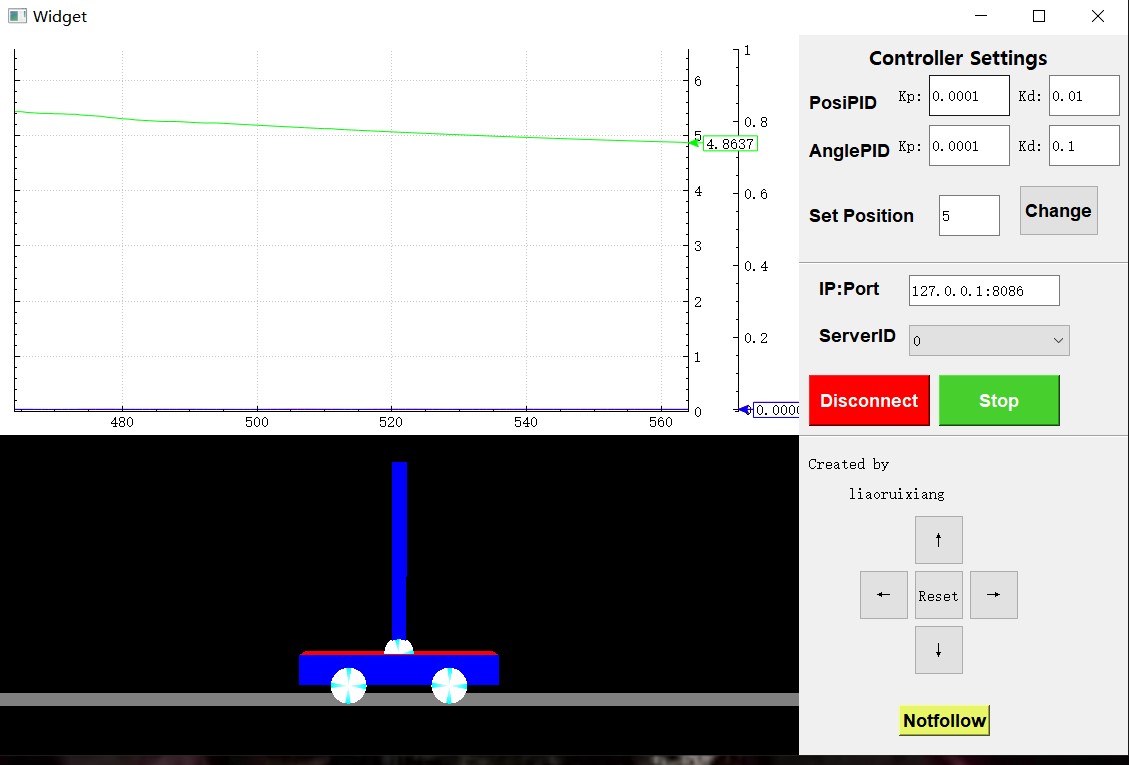 Widget
1
6
0.8
5
4.8637
4
0.6
3
0.4
2
0.2
1
0
0.000
480 500 520 540 560
Controller Settings
PosiPID Kp: 0.0001 Kd: 0.01
AnglePID Kp: 0.0001 Kd: 0.1
Set Position 5 Change
IP:Port 127.0.0.1:8086
ServerID 0
Disconnect Stop
Created by
liaoruixiang
↑
← Reset →
↓
Notfollow